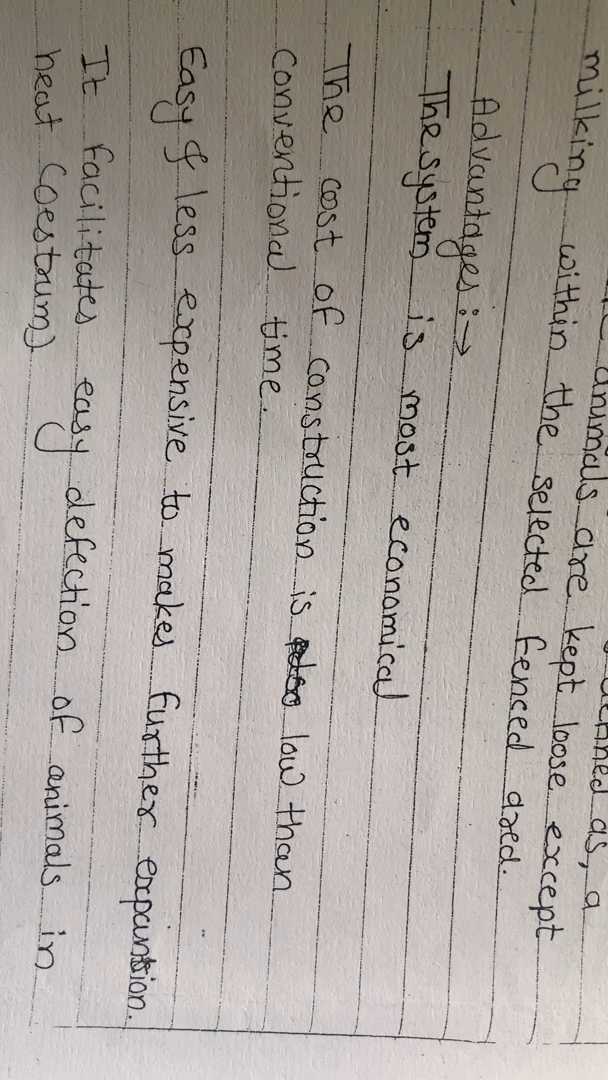 animals are kept loose except
milking within the selected fenced ared.
Advantages :→
The system is most economical
The cost of construction is low than
Conventional time.
Easy & less expensive to makes further expansion.
It facilitates easy defection of animals in
heat (oestrum)